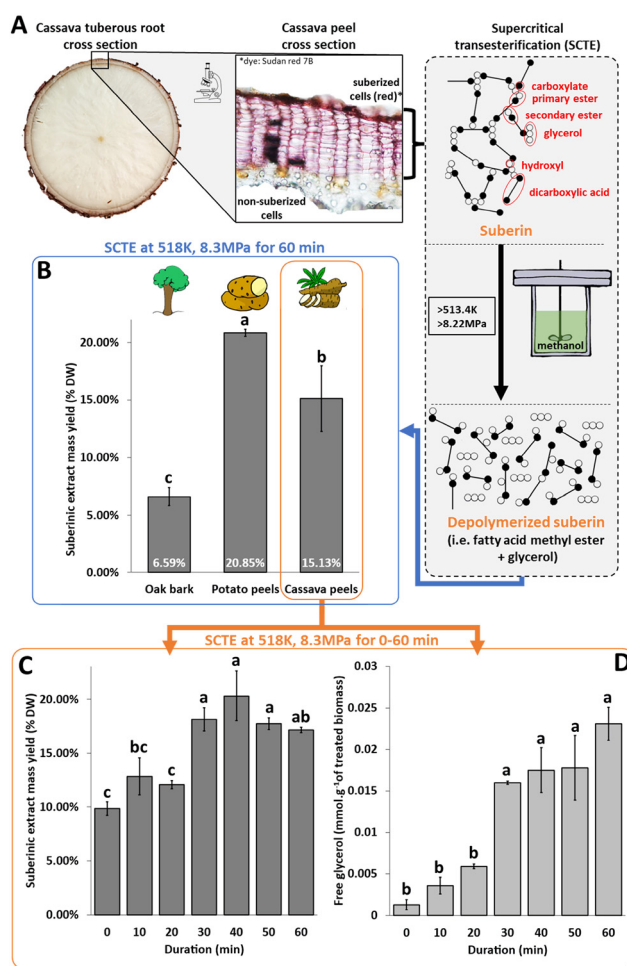 A
Cassava tuberous root
cross section
Cassava peel
cross section
*dye: Sudan red 7B
suberized
cells (red)*
non-suberized
cells
Supercritical
transesterification (SCTE)
carboxylate
primary ester
secondary ester
glycerol
hydroxyl
dicarboxylic acid
Suberin
>513.4K
>8.22MPa
methanol
Depolymerized suberin
(i.e. fatty acid methyl ester
+ glycerol)
SCTE at 518K, 8.3MPa for 60 min
B
Suberinic extract mass yield (% DW)
20.00%
15.00%
10.00%
5.00%
0.00%
c
a
b
6.59%
20.85%
15.13%
Oak bark
Potato peels
Cassava peels
SCTE at 518K, 8.3MPa for 0-60 min
C
Suberinic extract mass yield (% DW)
20.00%
15.00%
10.00%
5.00%
0.00%
c
bc
c
a
a
a
ab
0 10 20 30 40 50 60
Duration (min)
D
Free glycerol (mmol.g⁻¹of treated biomass)
0.03
0.025
0.02
0.015
0.01
0.005
0
b
b
b
a
a
a
a
0 10 20 30 40 50 60
Duration (min)